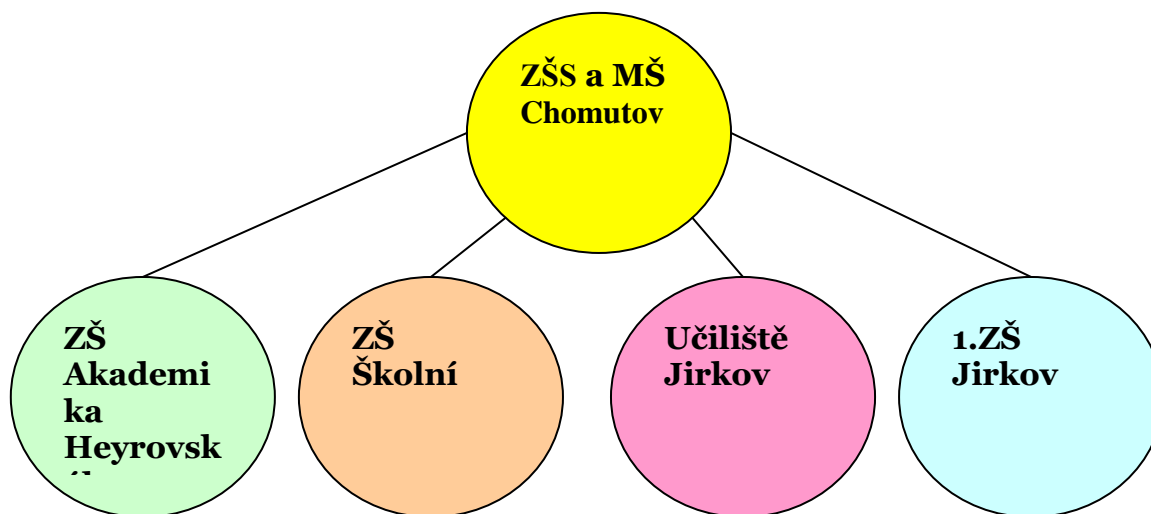 ZŠS a MŠ
Chomutov
ZŠ
Akademi
ka
Heyrovsk
ZŠ
Školní
Učiliště
Jirkov
1.ZŠ
Jirkov